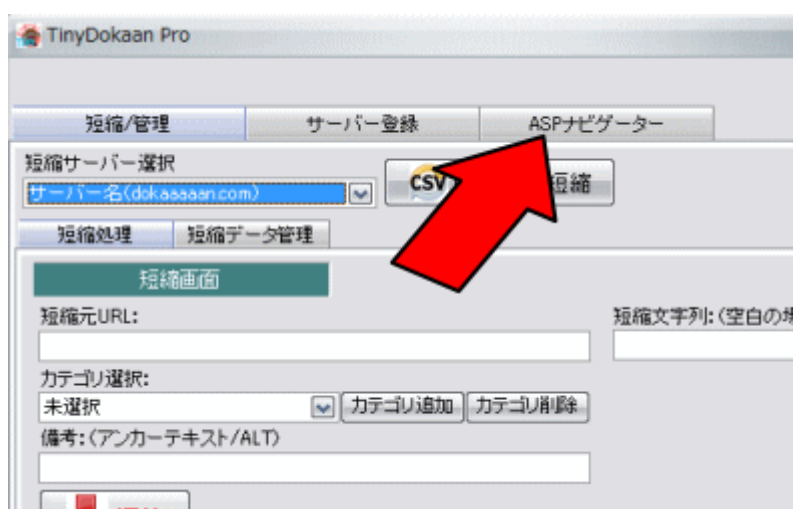 TinyDokaan Pro
短縮/管理 サーバー登録 ASPナビゲーター
短縮サーバー選択
サーバー名(dokaaaaan.com) CSV 短縮
短縮処理 短縮データ管理
短縮画面
短縮元URL: 短縮文字列:(空白の場
カテゴリ選択:
未選択 カテゴリ追加 カテゴリ削除
備考:(アンカーテキスト/ALT)